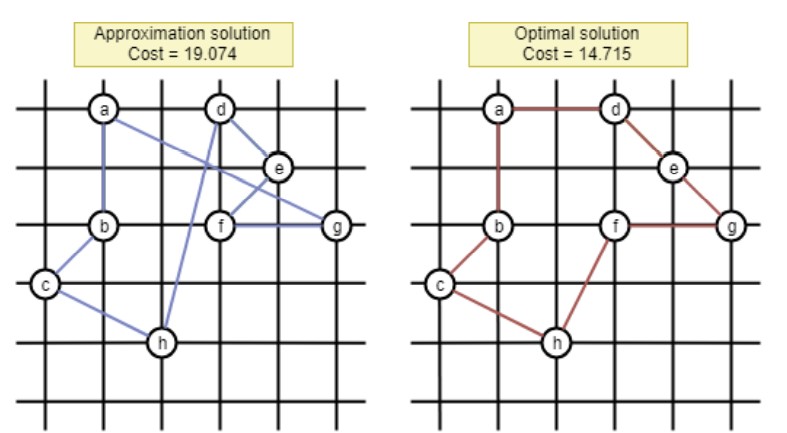 Approximation solution
Cost = 19.074
Optimal solution
Cost = 14.715
a
d
e
b
f
g
c
h
a
d
e
b
f
g
c
h